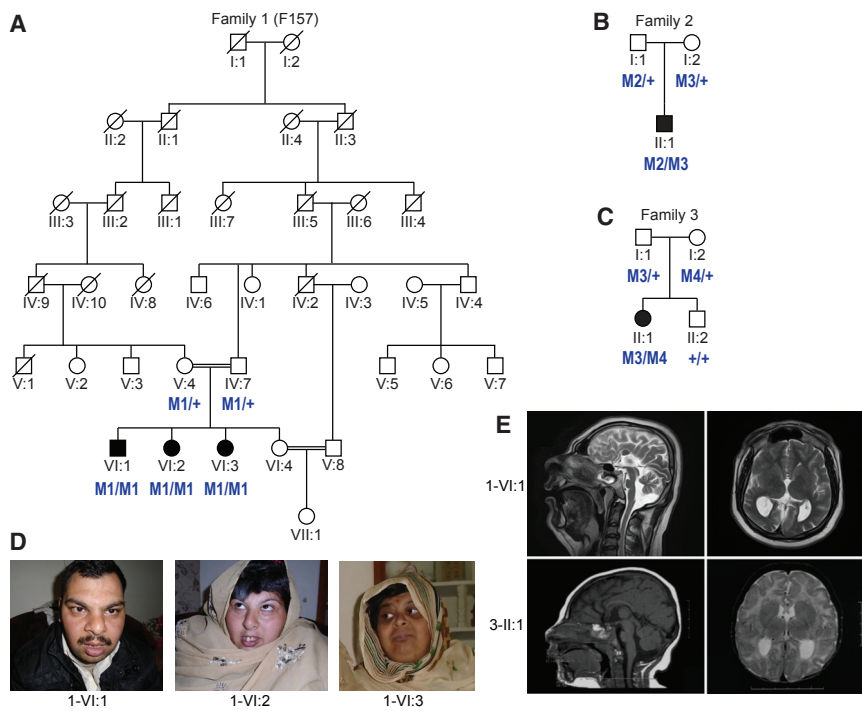 A
Family 1 (F157)
I:1 I:2
II:2 II:1 II:4 II:3
III:3 III:2 III:1 III:7 III:5 III:6 III:4
IV:9 IV:10 IV:8 IV:6 IV:1 IV:2 IV:3 IV:5 IV:4
V:1 V:2 V:3 V:4 IV:7 V:5 V:6 V:7
M1/+ M1/+
VI:1 VI:2 VI:3 VI:4 V:8
M1/M1 M1/M1 M1/M1
VII:1
B
Family 2
I:1 I:2
M2/+ M3/+
II:1
M2/M3
C
Family 3
I:1 I:2
M3/+ M4/+
II:1 II:2
M3/M4 +/+
D
1-VI:1 1-VI:2 1-VI:3
E
1-VI:1
3-II:1